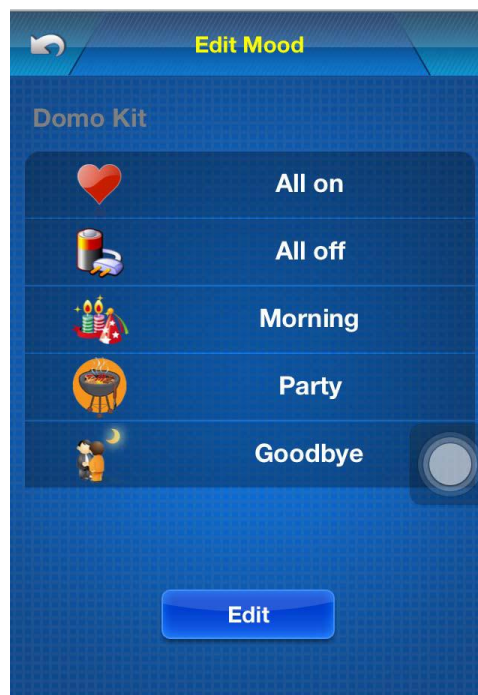 Edit Mood
Domo Kit
All on
All off
Morning
Party
Goodbye
Edit